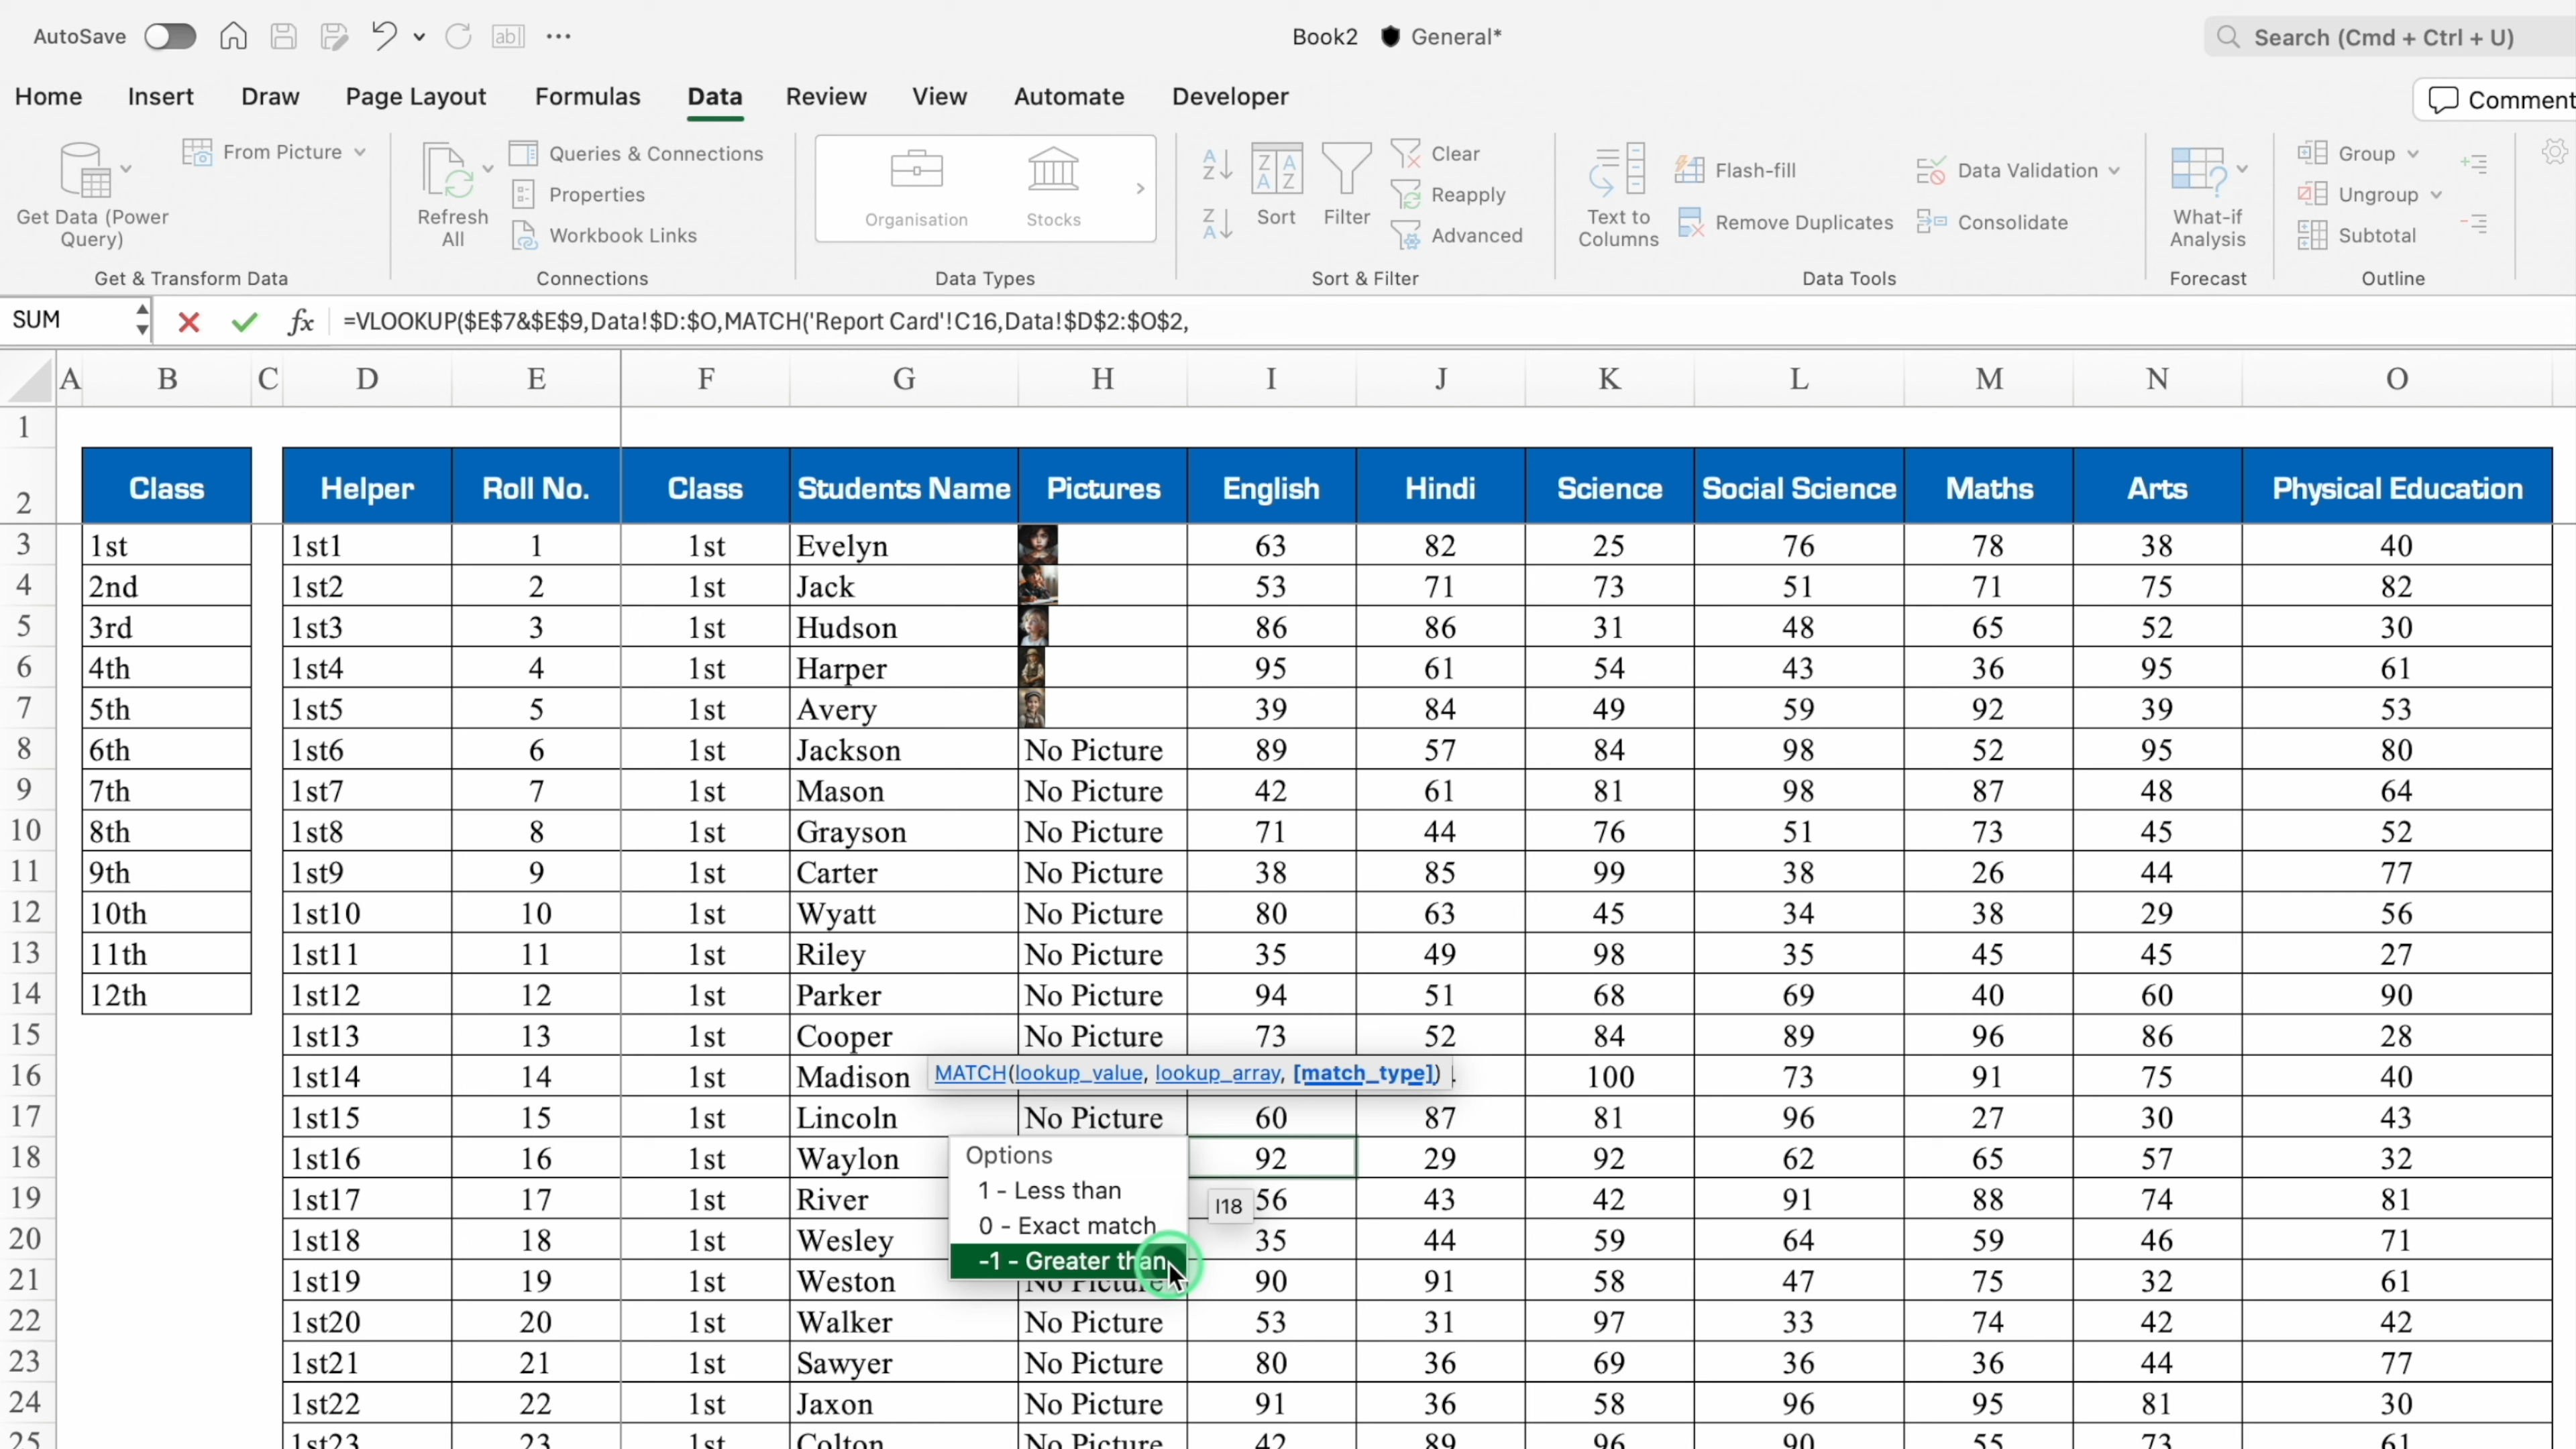 AutoSave ab| Book2 General* Search (Cmd + Ctrl + U)
Home Insert Draw Page Layout Formulas Data Review View Automate Developer Comment
Get Data (Power Query) From Picture
Get & Transform Data
Refresh All Queries & Connections
Properties
Workbook Links
Connections
Organisation Stocks
Data Types
Sort Filter Clear
Reapply
Advanced
Sort & Filter
Text to Columns Flash-fill
Remove Duplicates
Data Validation
Consolidate
Data Tools
What-if Analysis
Forecast
Group
Ungroup
Subtotal
Outline
SUM fx =VLOOKUP($E$7&$E$9,Data!$D:$O,MATCH('Report Card'!C16,Data!$D$2:$O$2,
A B C D E F G H I J K L M N O
1
2 Class Helper Roll No. Class Students Name Pictures English Hindi Science Social Science Maths Arts Physical Education
3 1st 1st1 1 1st Evelyn 63 82 25 76 78 38 40
4 2nd 1st2 2 1st Jack 53 71 73 51 71 75 82
5 3rd 1st3 3 1st Hudson 86 86 31 48 65 52 30
6 4th 1st4 4 1st Harper 95 61 54 43 36 95 61
7 5th 1st5 5 1st Avery 39 84 49 59 92 39 53
8 6th 1st6 6 1st Jackson No Picture 89 57 84 98 52 95 80
9 7th 1st7 7 1st Mason No Picture 42 61 81 98 87 48 64
10 8th 1st8 8 1st Grayson No Picture 71 44 76 51 73 45 52
11 9th 1st9 9 1st Carter No Picture 38 85 99 38 26 44 77
12 10th 1st10 10 1st Wyatt No Picture 80 63 45 34 38 29 56
13 11th 1st11 11 1st Riley No Picture 35 49 98 35 45 45 27
14 12th 1st12 12 1st Parker No Picture 94 51 68 69 40 60 90
15 1st13 13 1st Cooper No Picture 73 52 84 89 96 86 28
16 1st14 14 1st Madison MATCH(lookup_value, lookup_array, [match_type]) 100 73 91 75 40
17 1st15 15 1st Lincoln No Picture 60 87 81 96 27 30 43
18 1st16 16 1st Waylon Options 92 29 92 62 65 57 32
19 1st17 17 1st River 1 - Less than I18 56 43 42 91 88 74 81
20 1st18 18 1st Wesley 0 - Exact match 35 44 59 64 59 46 71
-1 - Greater than
21 1st19 19 1st Weston No Picture 90 91 58 47 75 32 61
22 1st20 20 1st Walker No Picture 53 31 97 33 74 42 42
23 1st21 21 1st Sawyer No Picture 80 36 69 36 36 44 77
24 1st22 22 1st Jaxon No Picture 91 36 58 96 95 81 30
25 1st23 23 1st Colton No Picture 42 89 96 90 55 73 61